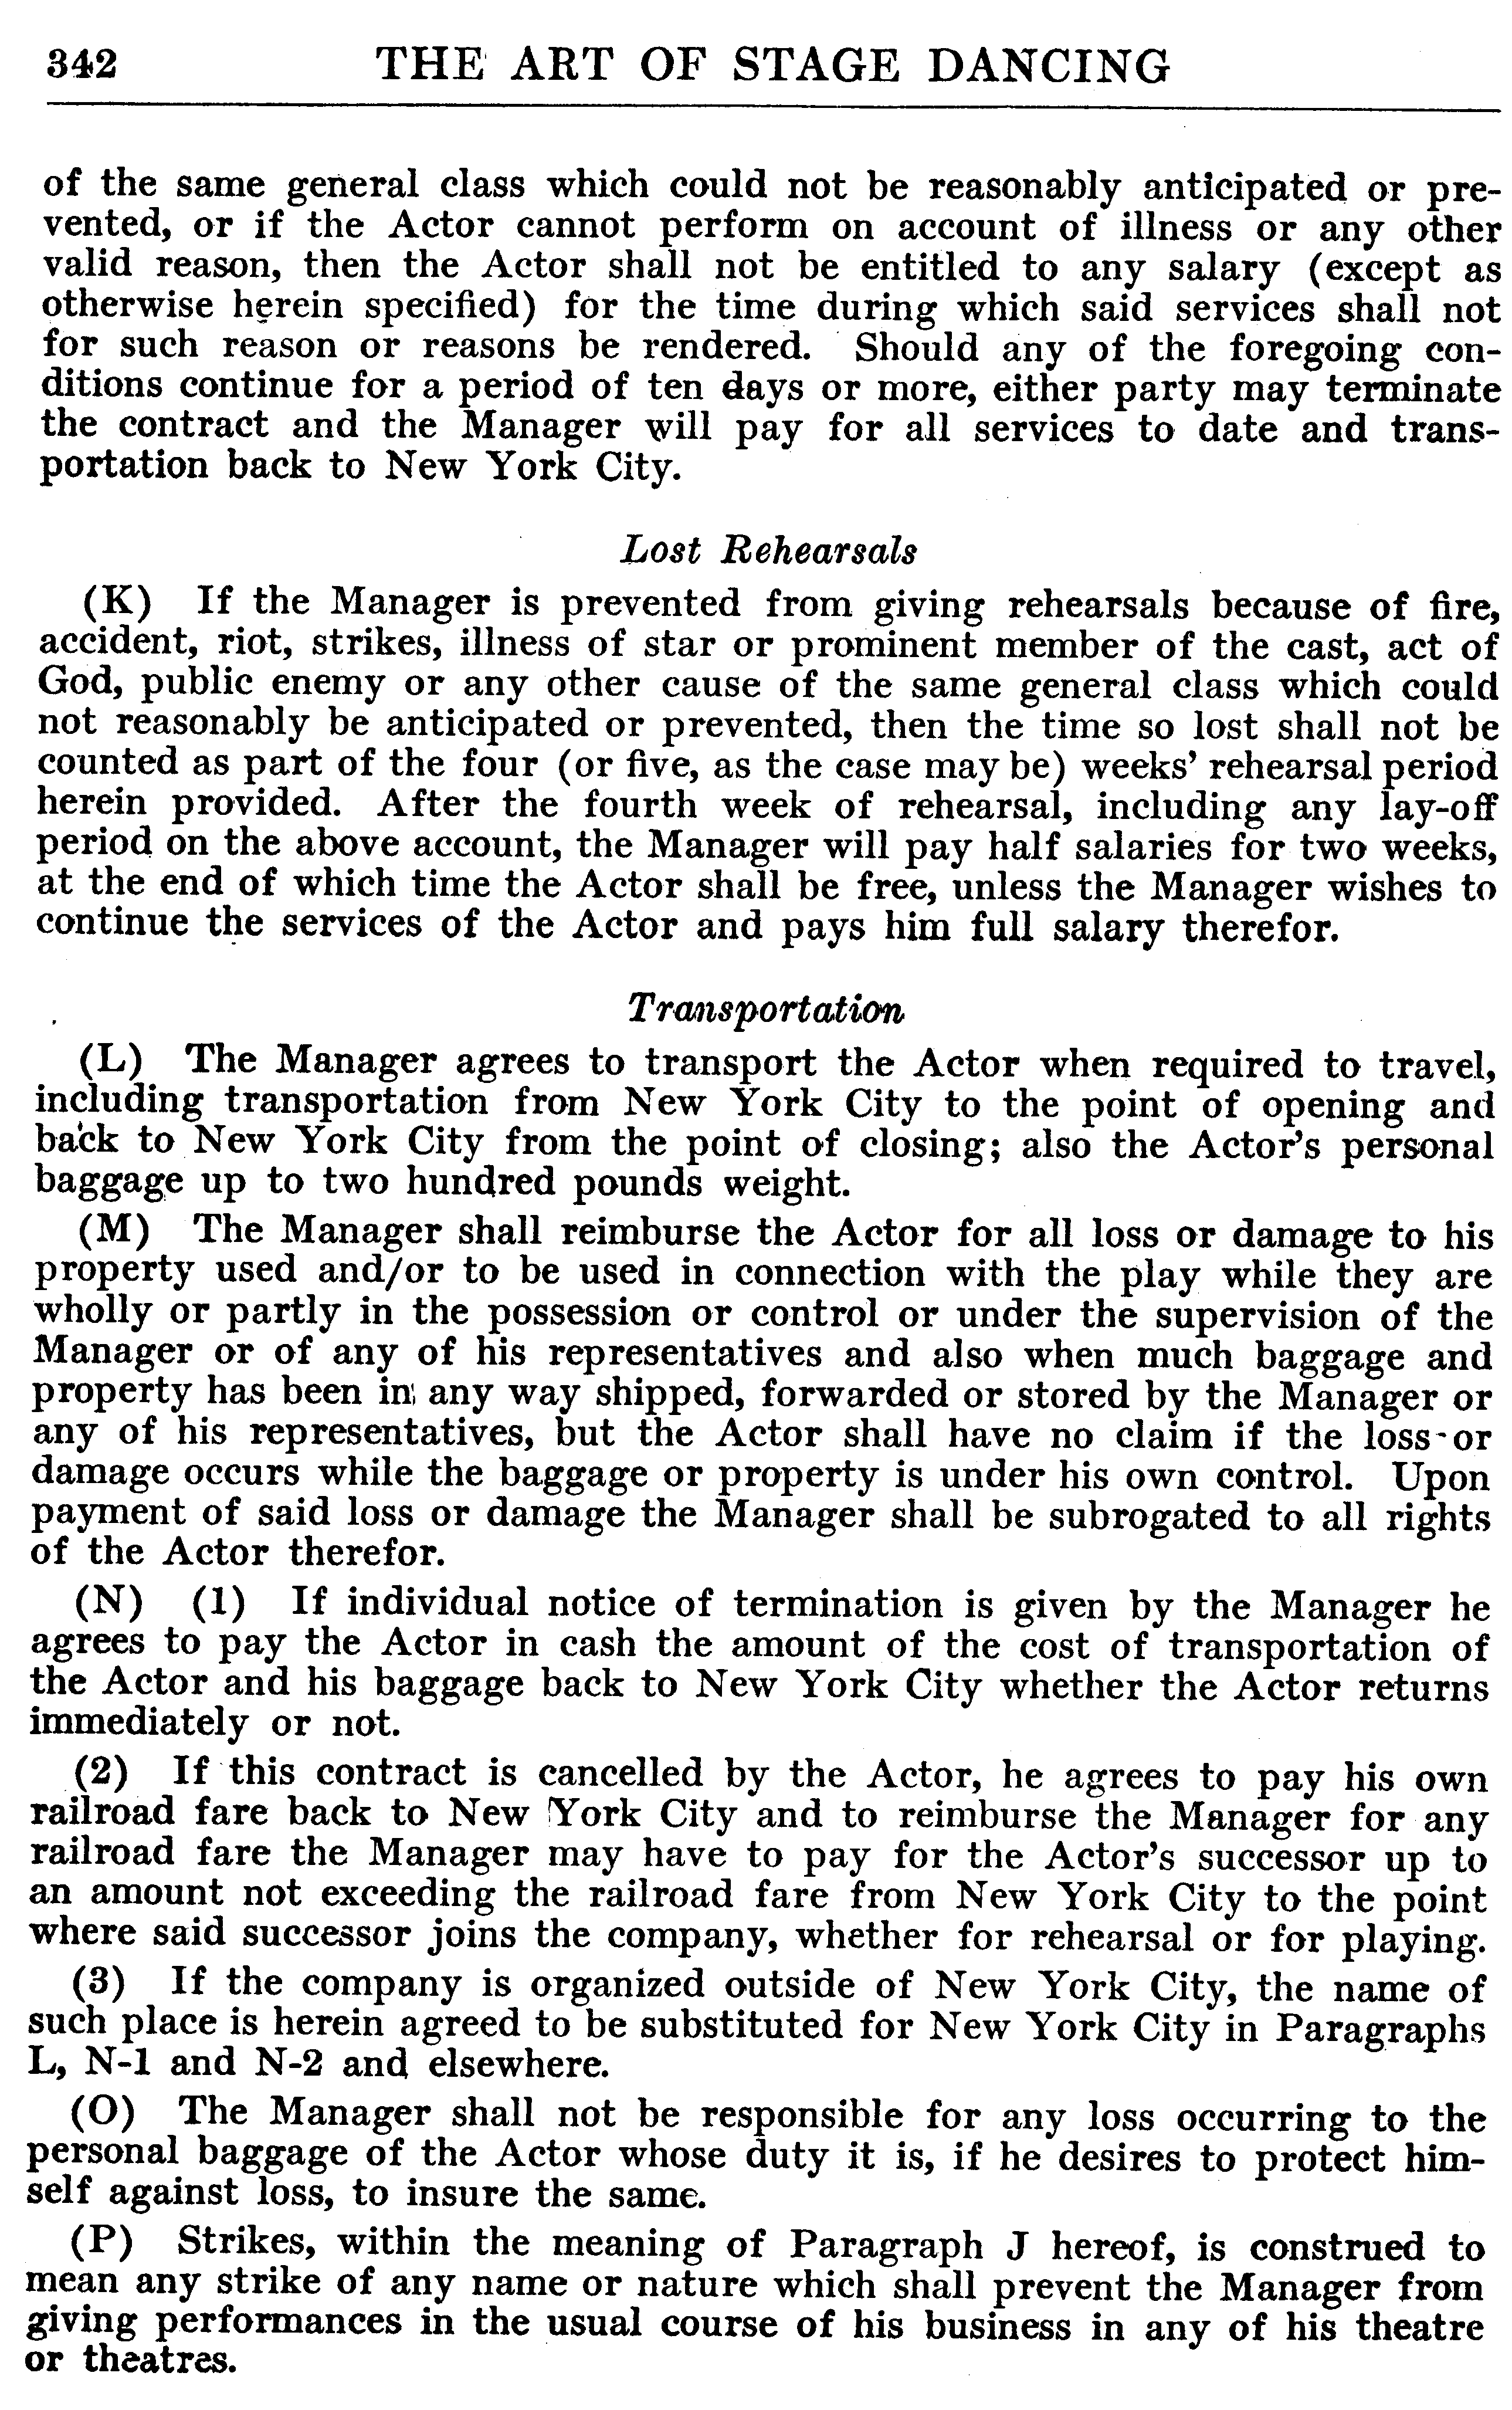 342 THE ART OF STAGE DANCING
of the same general class which could not be reasonably anticipated or pre-
vented, or if the Actor cannot perform on account of illness or any other
valid reason, then the Actor shall not be entitled to any salary (except as
otherwise herein specified) for the time during which said services shall not
for such reason or reasons be rendered. Should any of the foregoing con-
ditions continue for a period of ten days or more, either party may terminate
the contract and the Manager will pay for all services to date and trans-
portation back to New York City.
Lost Rehearsals
(K) If the Manager is prevented from giving rehearsals because of fire,
accident, riot, strikes, illness of star or prominent member of the cast, act of
God, public enemy or any other cause of the same general class which could
not reasonably be anticipated or prevented, then the time so lost shall not be
counted as part of the four (or five, as the case may be) weeks' rehearsal period
herein provided. After the fourth week of rehearsal, including any lay-off
period on the above account, the Manager will pay half salaries for two weeks,
at the end of which time the Actor shall be free, unless the Manager wishes to
continue the services of the Actor and pays him full salary therefor.
Transportation
(L) The Manager agrees to transport the Actor when required to travel,
including transportation from New York City to the point of opening and
back to New York City from the point of closing; also the Actor's personal
baggage up to two hundred pounds weight.
(M) The Manager shall reimburse the Actor for all loss or damage to his
property used and/or to be used in connection with the play while they are
wholly or partly in the possession or control or under the supervision of the
Manager or of any of his representatives and also when much baggage and
property has been in any way shipped, forwarded or stored by the Manager or
any of his representatives, but the Actor shall have no claim if the loss or
damage occurs while the baggage or property is under his own control. Upon
payment of said loss or damage the Manager shall be subrogated to all rights
of the Actor therefor.
(N) (1) If individual notice of termination is given by the Manager he
agrees to pay the Actor in cash the amount of the cost of transportation of
the Actor and his baggage back to New York City whether the Actor returns
immediately or not.
(2) If this contract is cancelled by the Actor, he agrees to pay his own
railroad fare back to New York City and to reimburse the Manager for any
railroad fare the Manager may have to pay for the Actor's successor up to
an amount not exceeding the railroad fare from New York City to the point
where said successor joins the company, whether for rehearsal or for playing.
(3) If the company is organized outside of New York City, the name of
such place is herein agreed to be substituted for New York City in Paragraphs
L, N-1 and N-2 and elsewhere.
(O) The Manager shall not be responsible for any loss occurring to the
personal baggage of the Actor whose duty it is, if he desires to protect him-
self against loss, to insure the same.
(P) Strikes, within the meaning of Paragraph J hereof, is construed to
mean any strike of any name or nature which shall prevent the Manager from
giving performances in the usual course of his business in any of his theatre
or theatres.